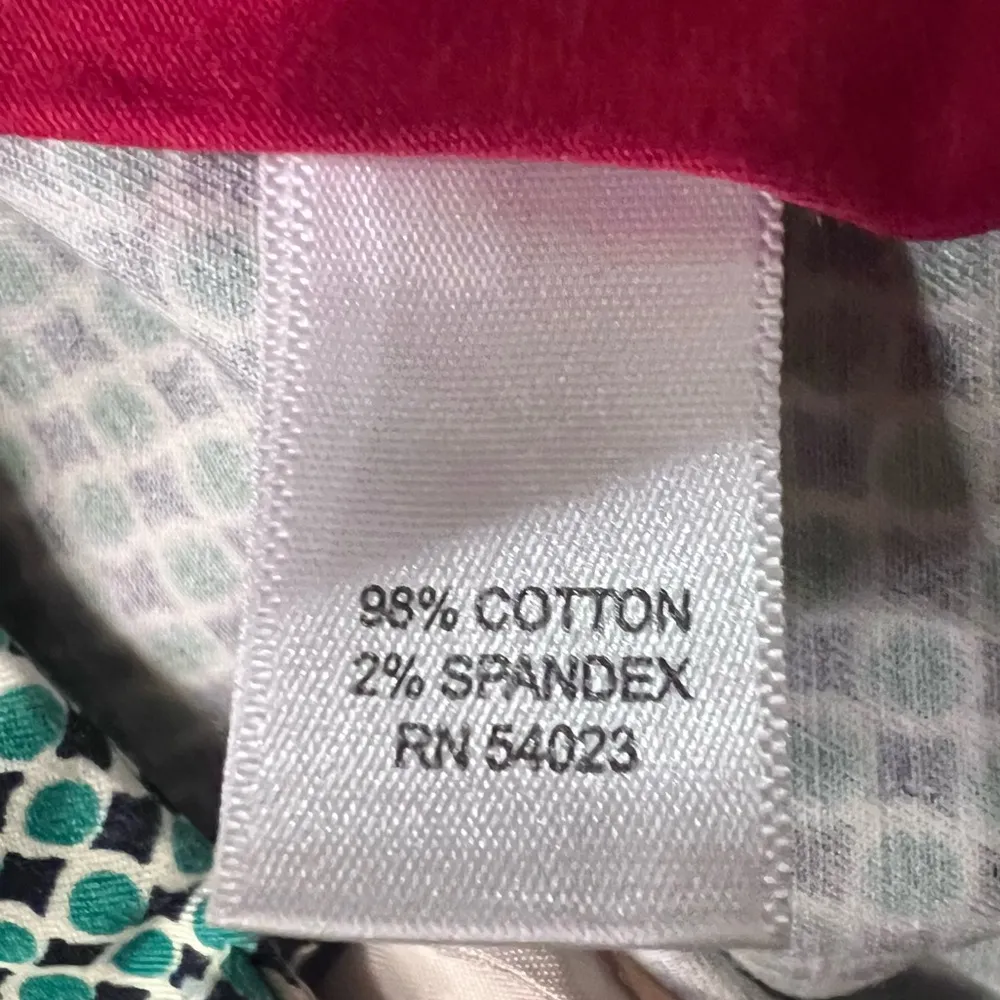 98% COTTON
2% SPANDEX
RN 54023